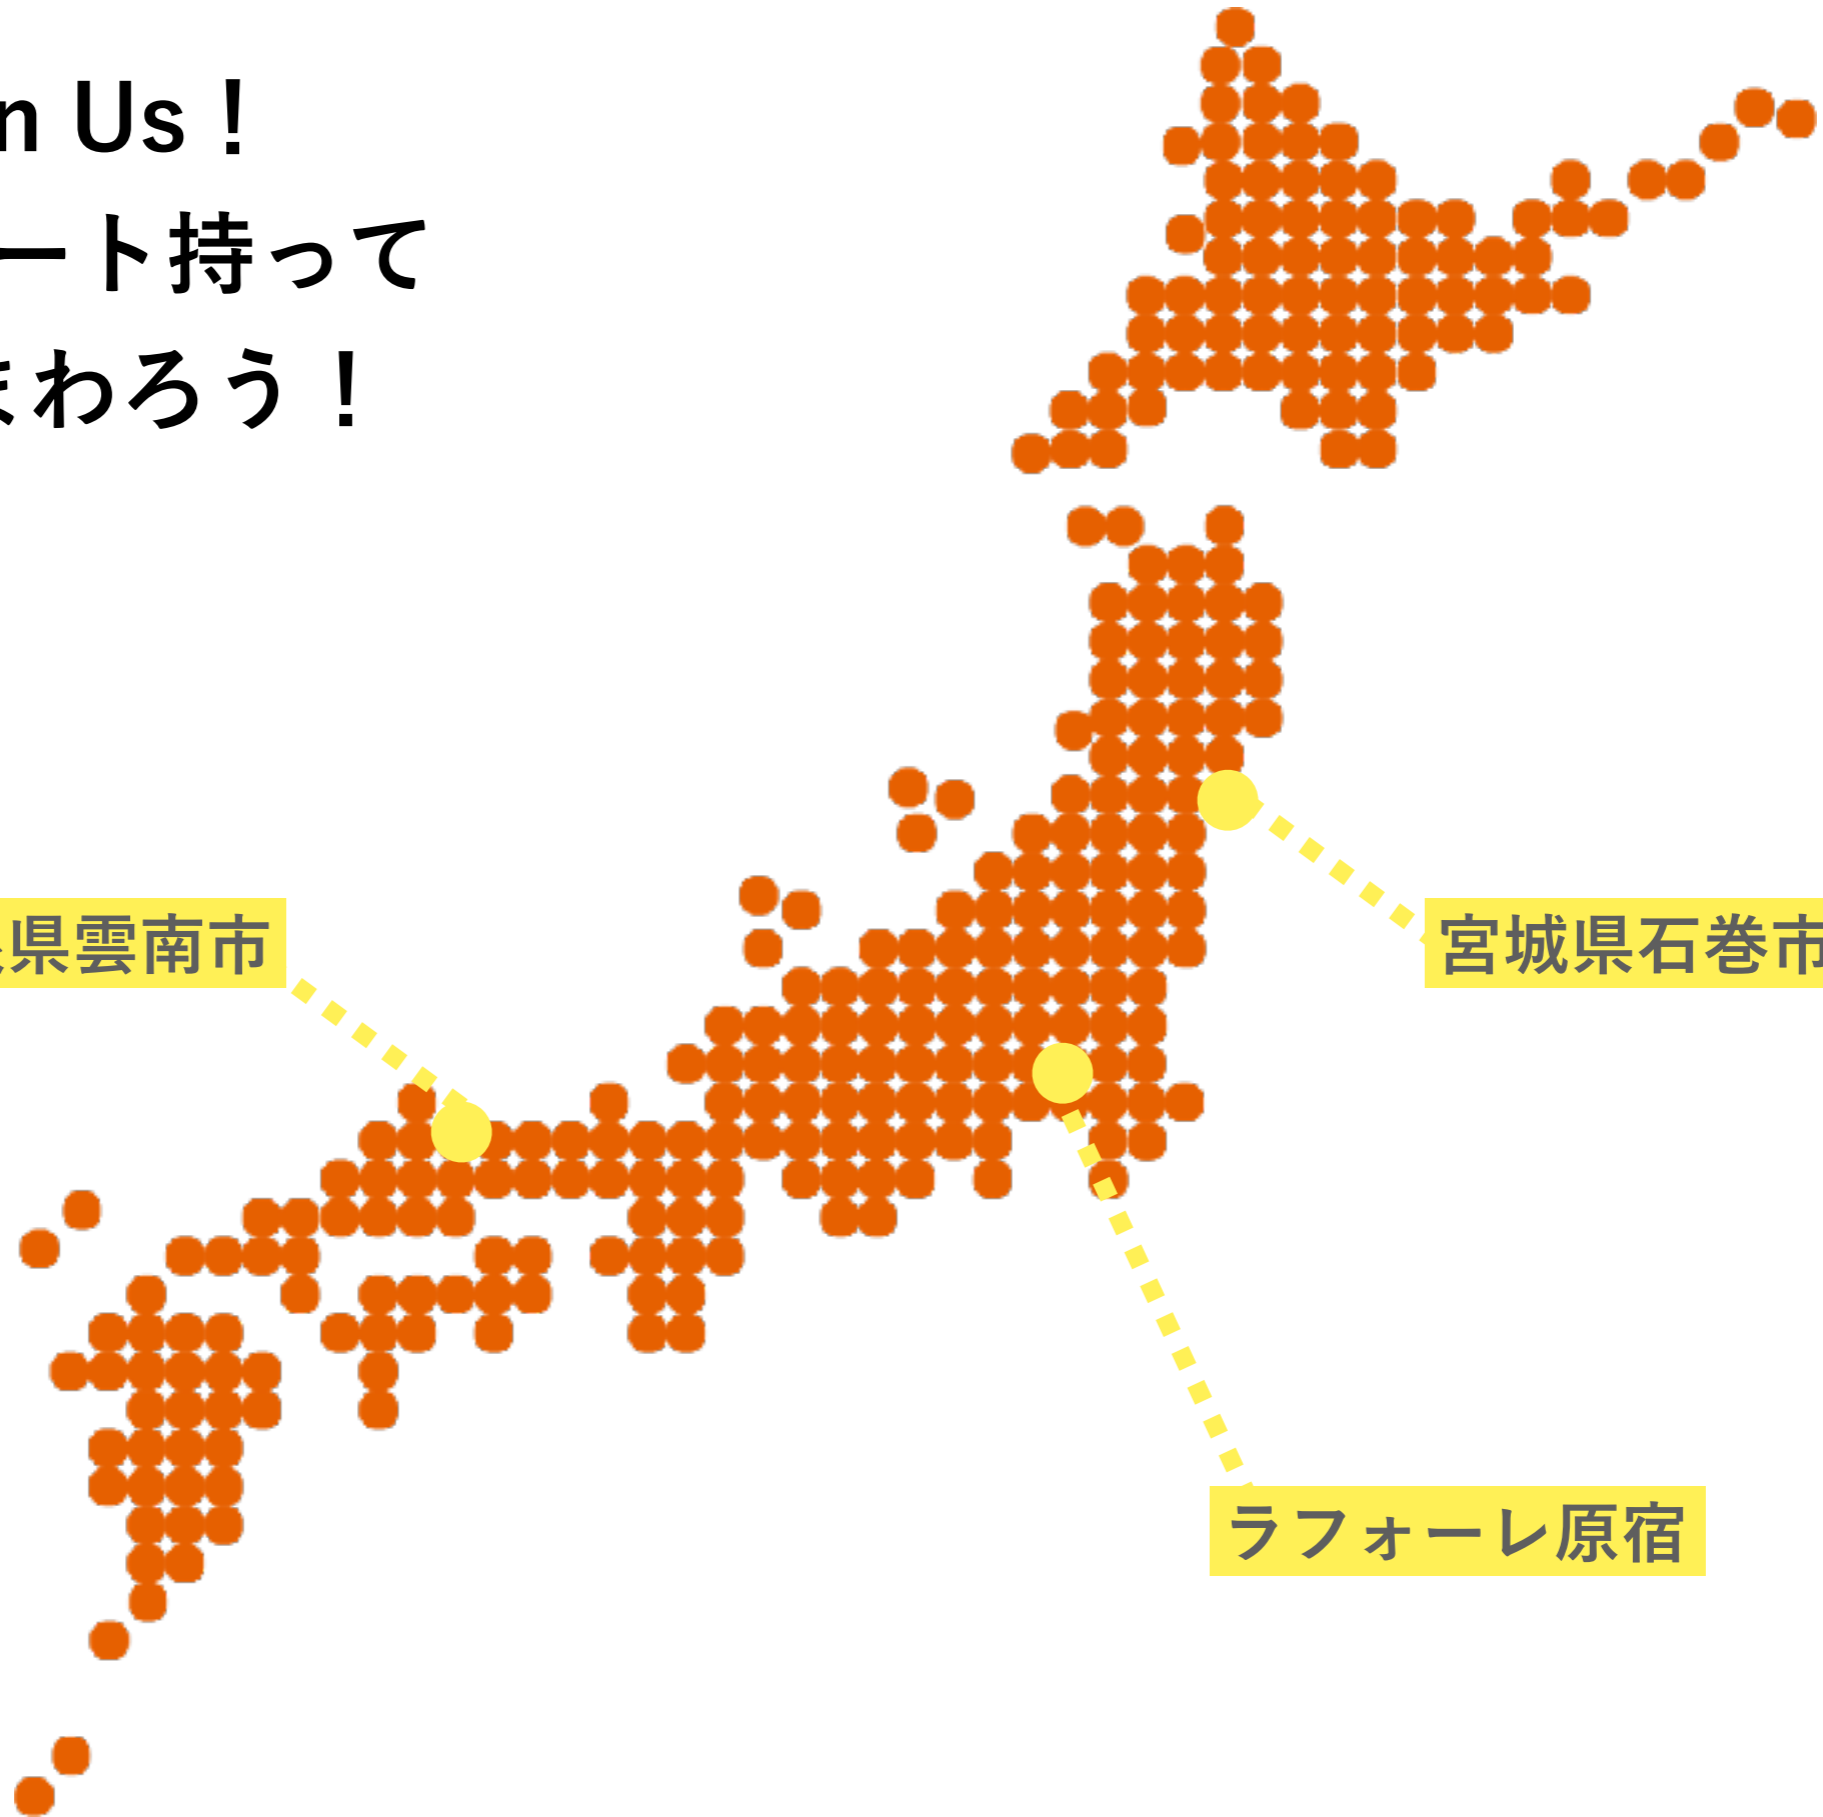 n Us！
ート持って
まわろう！
県雲南市
宮城県石巻市
ラフォーレ原宿